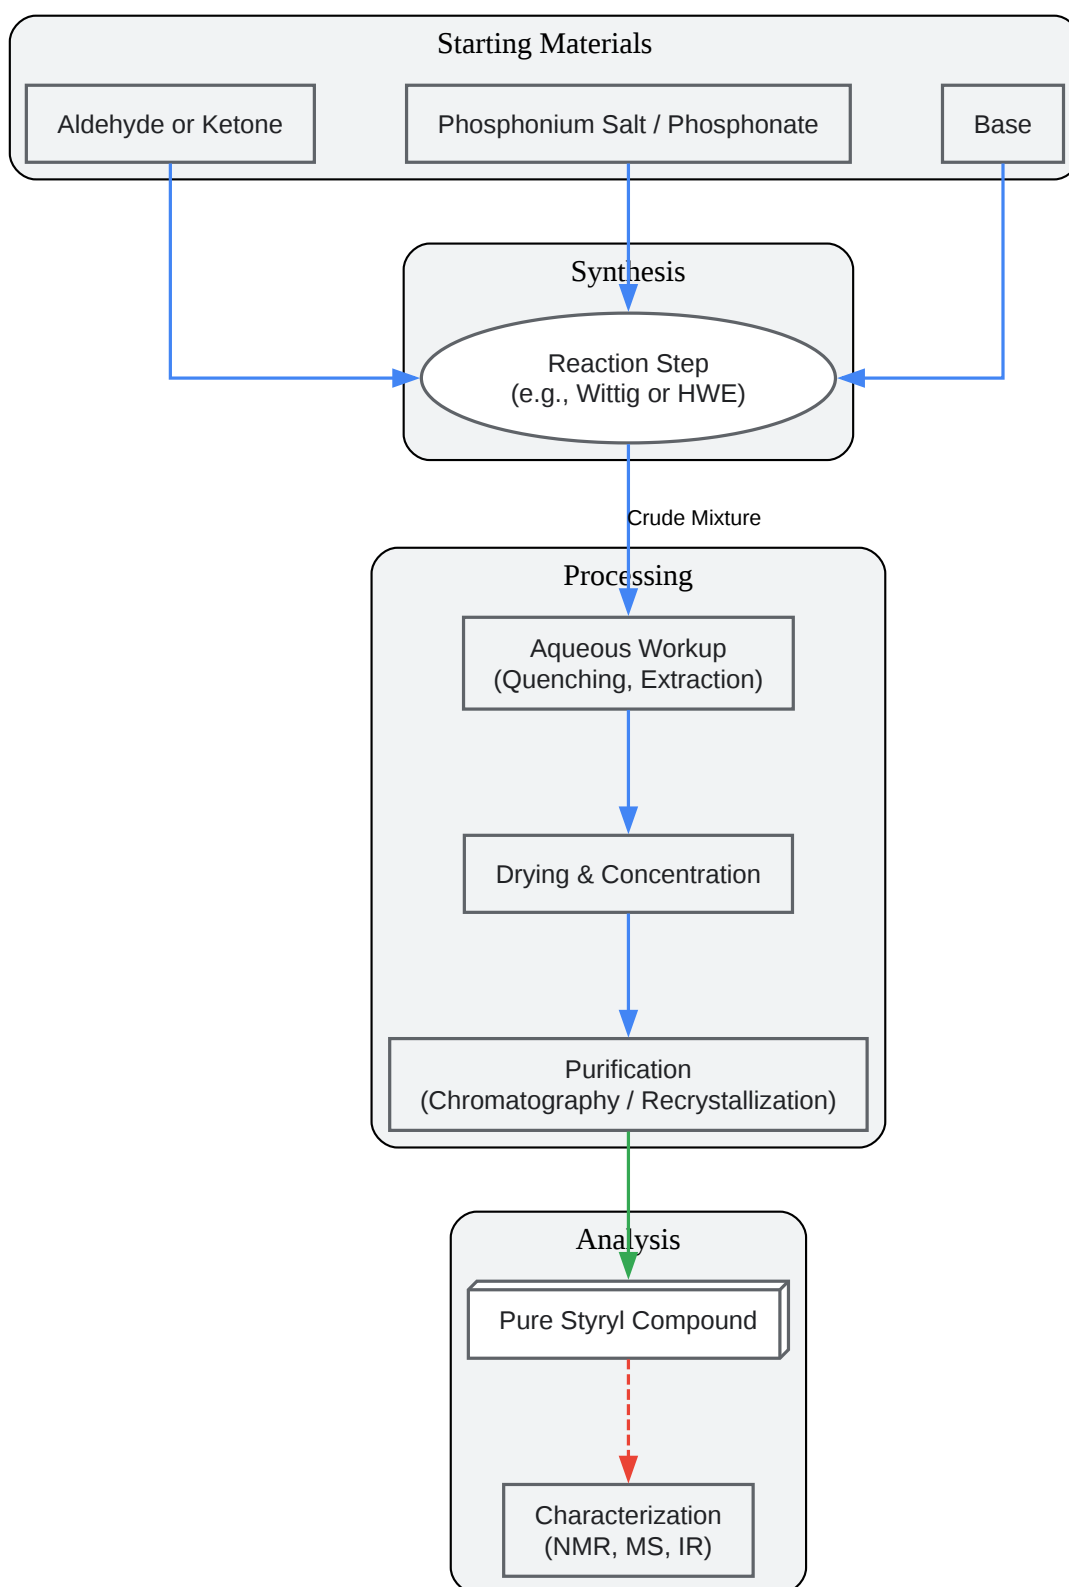 Starting Materials
Aldehyde or Ketone
Phosphonium Salt / Phosphonate
Base
Synthesis
Reaction Step
(e.g., Wittig or HWE)
Crude Mixture
Processing
Aqueous Workup
(Quenching, Extraction)
Drying & Concentration
Purification
(Chromatography / Recrystallization)
Analysis
Pure Styryl Compound
Characterization
(NMR, MS, IR)